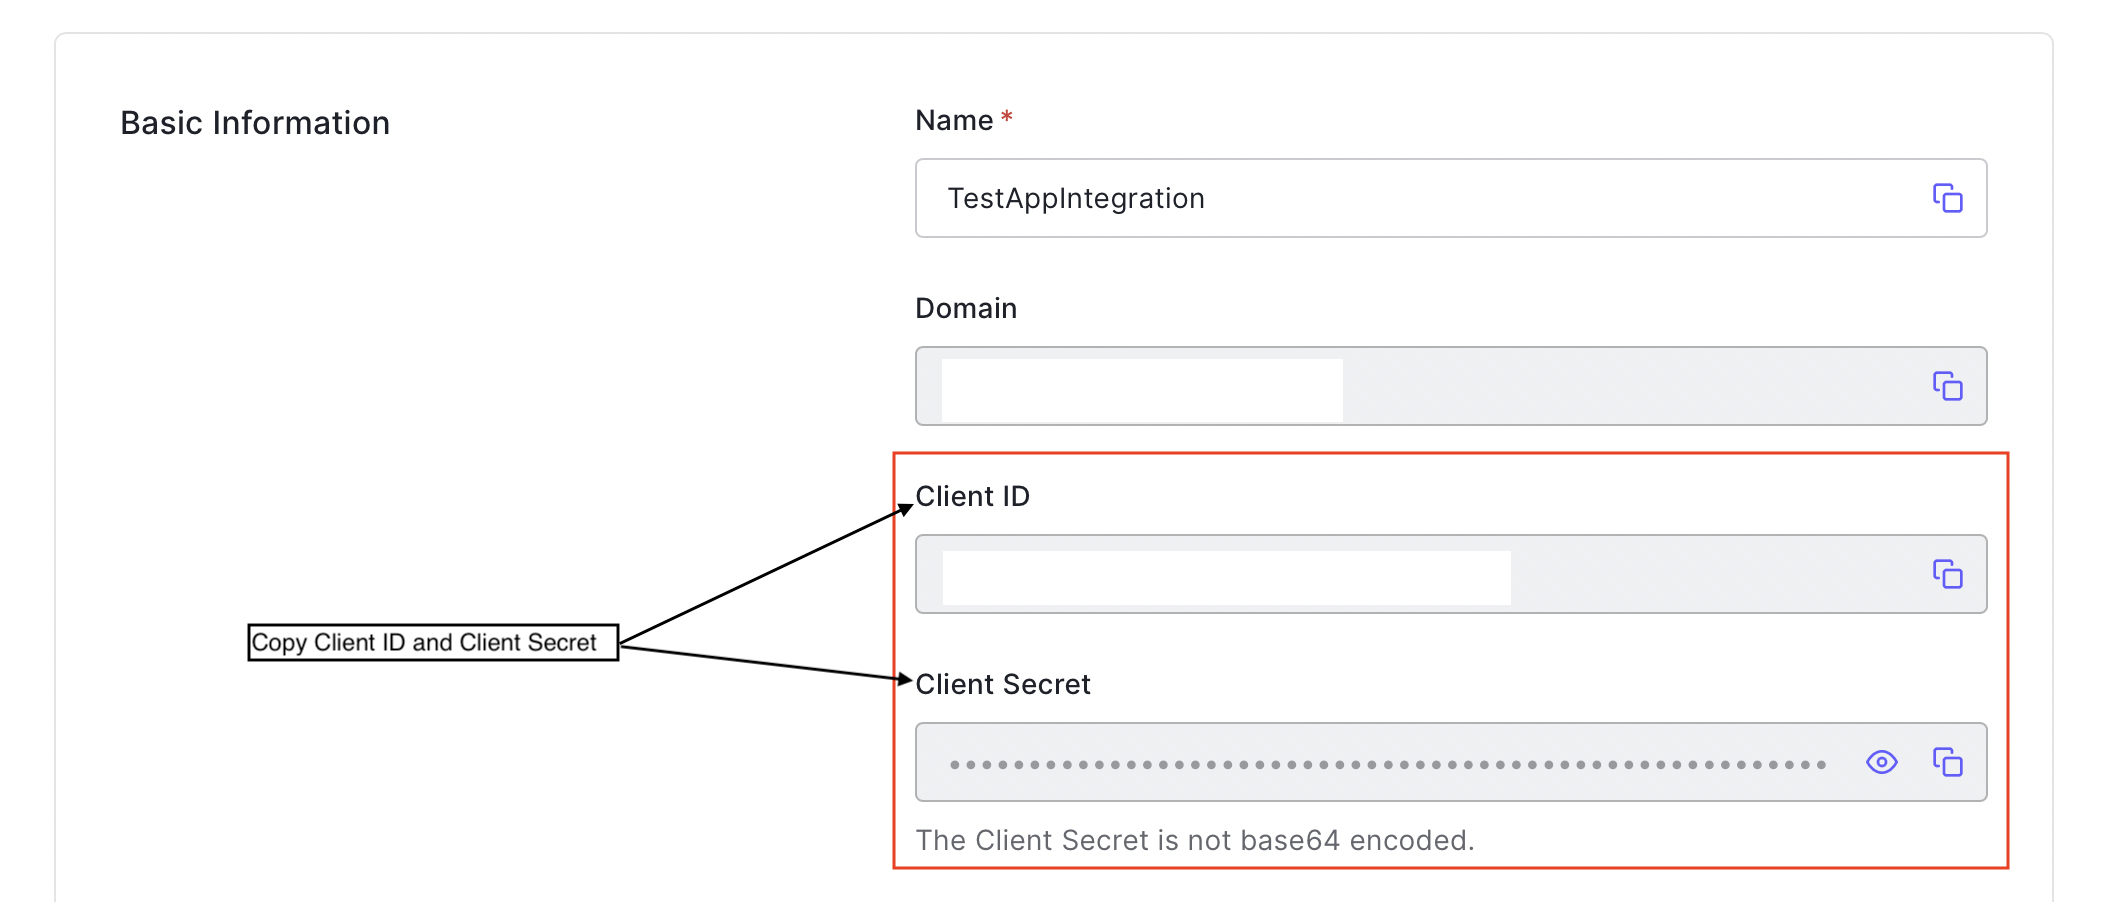 Basic Information
Name *
TestAppIntegration
Domain
Client ID
Copy Client ID and Client Secret
Client Secret
The Client Secret is not base64 encoded.